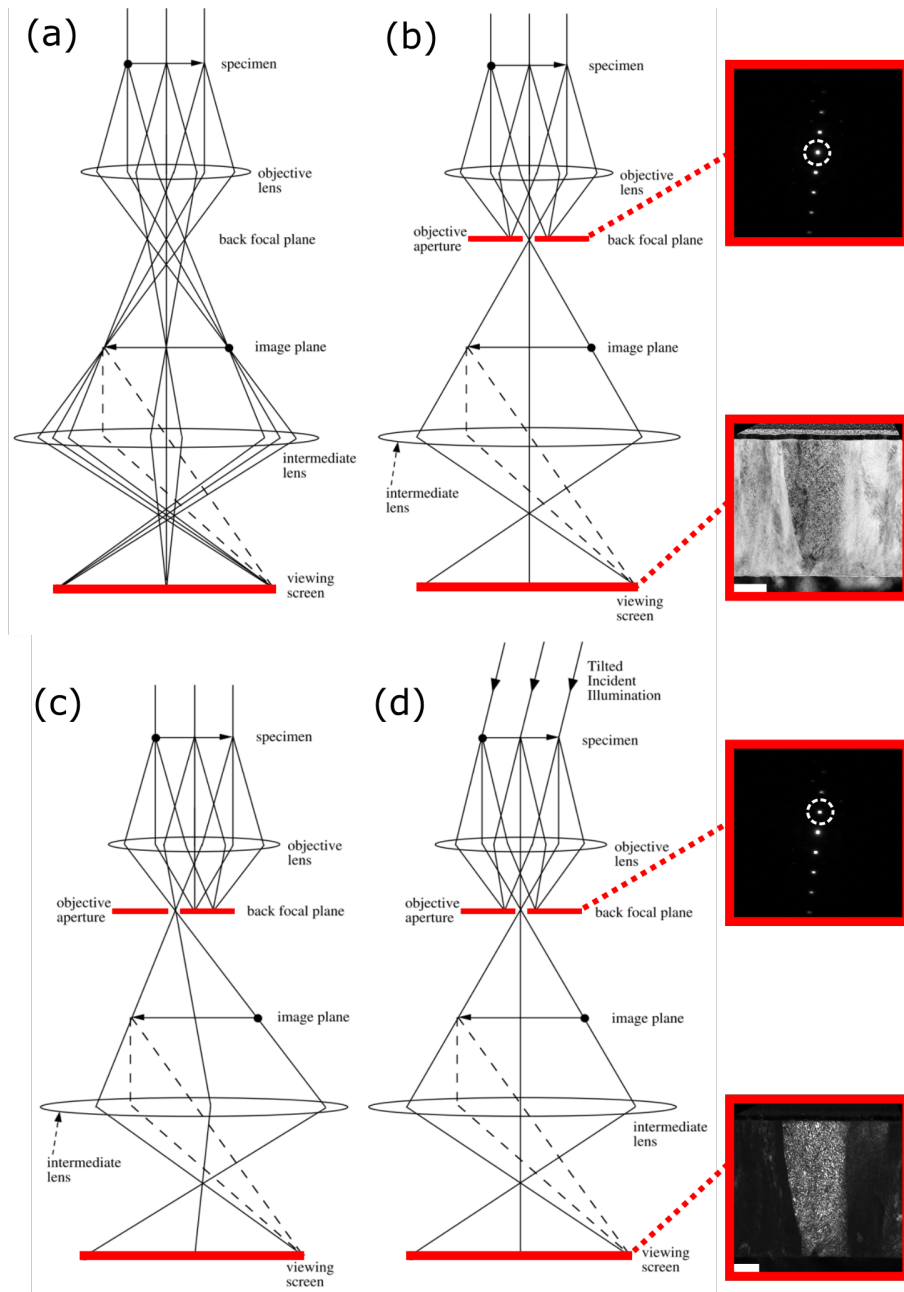 (a)
specimen
objective
lens
back focal plane
image plane
intermediate
lens
viewing
screen
(b)
specimen
objective
lens
objective
aperture
back focal plane
image plane
intermediate
lens
viewing
screen
(c)
specimen
objective
lens
objective
aperture
back focal plane
image plane
intermediate
lens
viewing
screen
(d)
Tilted
Incident
Illumination
specimen
objective
lens
objective
aperture
back focal plane
image plane
intermediate
lens
viewing
screen